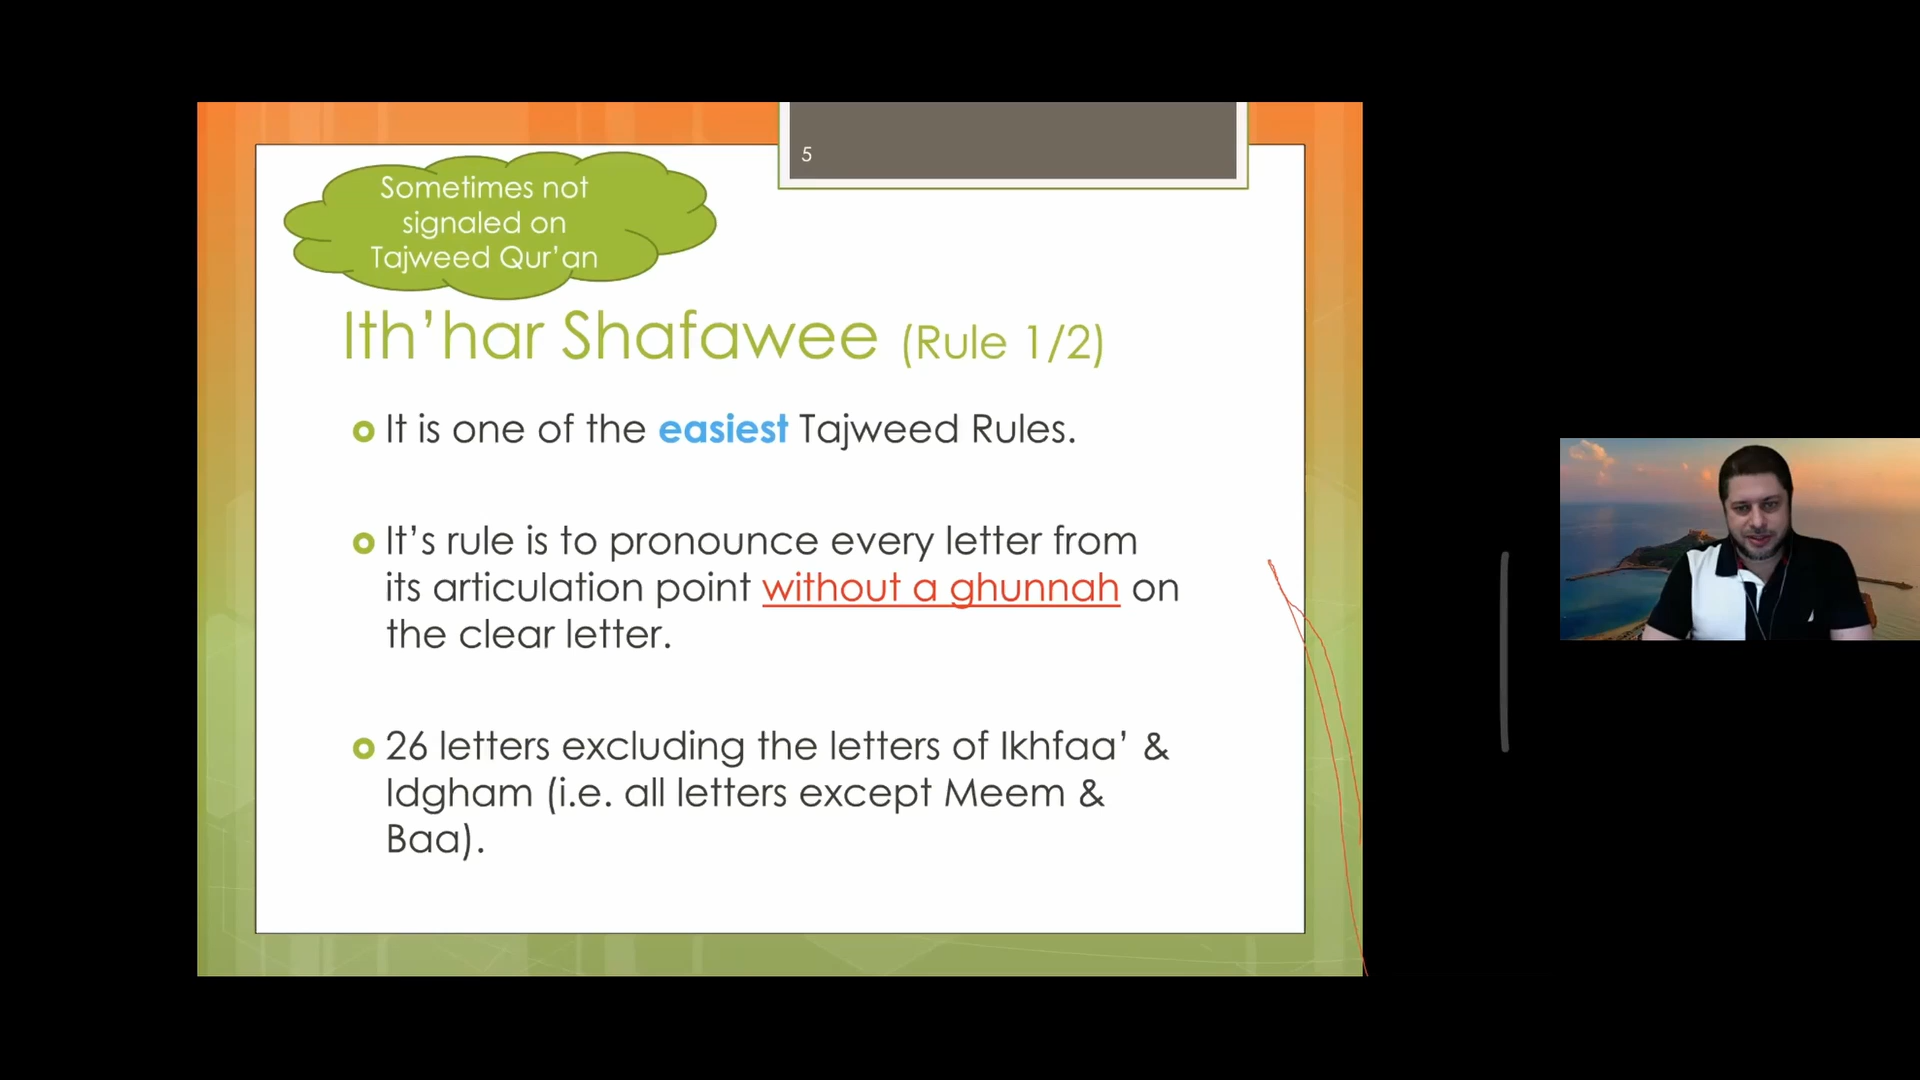 5
Sometimes not
signaled on
Tajweed Qur’an
Ith’har Shafawee (Rule 1/2)
It is one of the easiest Tajweed Rules.
It’s rule is to pronounce every letter from
its articulation point without a ghunnah on
the clear letter.
26 letters excluding the letters of Ikhfaa’ &
Idgham (i.e. all letters except Meem &
Baa).